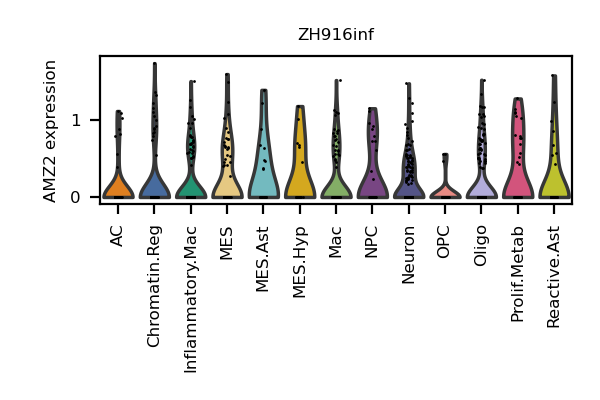 ZH916inf
AMZ2 expression
1
0
AC
Chromatin.Reg
Inflammatory.Mac
MES
MES.Ast
MES.Hyp
Mac
NPC
Neuron
OPC
Oligo
Prolif.Metab
Reactive.Ast